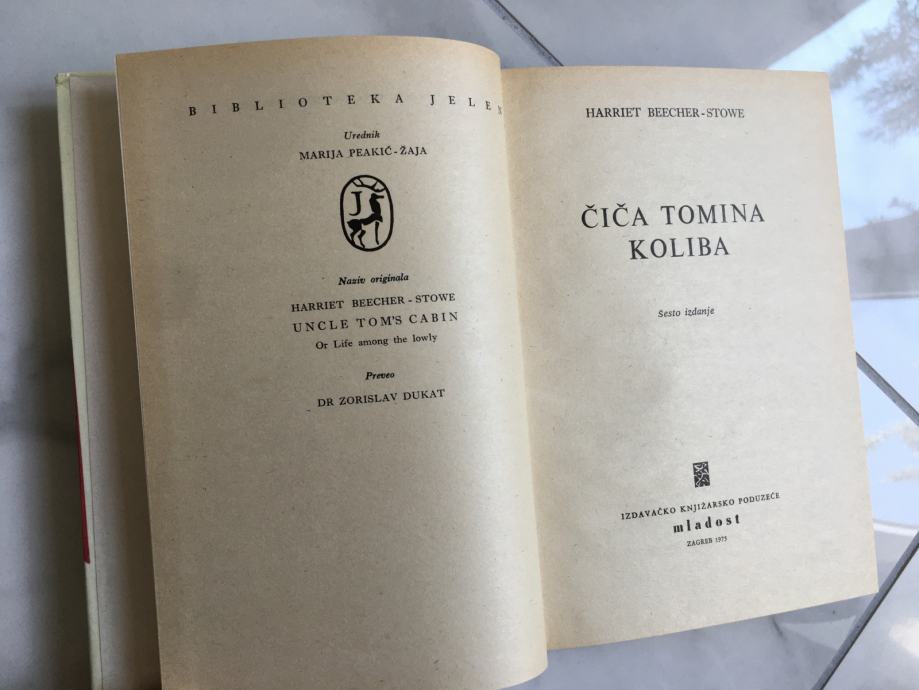 BIBLIOTEKA JELEN
Urednik
MARIJA PEAKIĆ-ŽAJA
J
Naziv originala
HARRIET BEECHER-STOWE
UNCLE TOM'S CABIN
Or Life among the lowly
Preveo
DR ZORISLAV DUKAT
HARRIET BEECHER-STOWE
ČIČA TOMINA
KOLIBA
Šesto izdanje
IZDAVAČKO KNJIŽARSKO PODUZEĆE
mladost
ZAGREB 1975